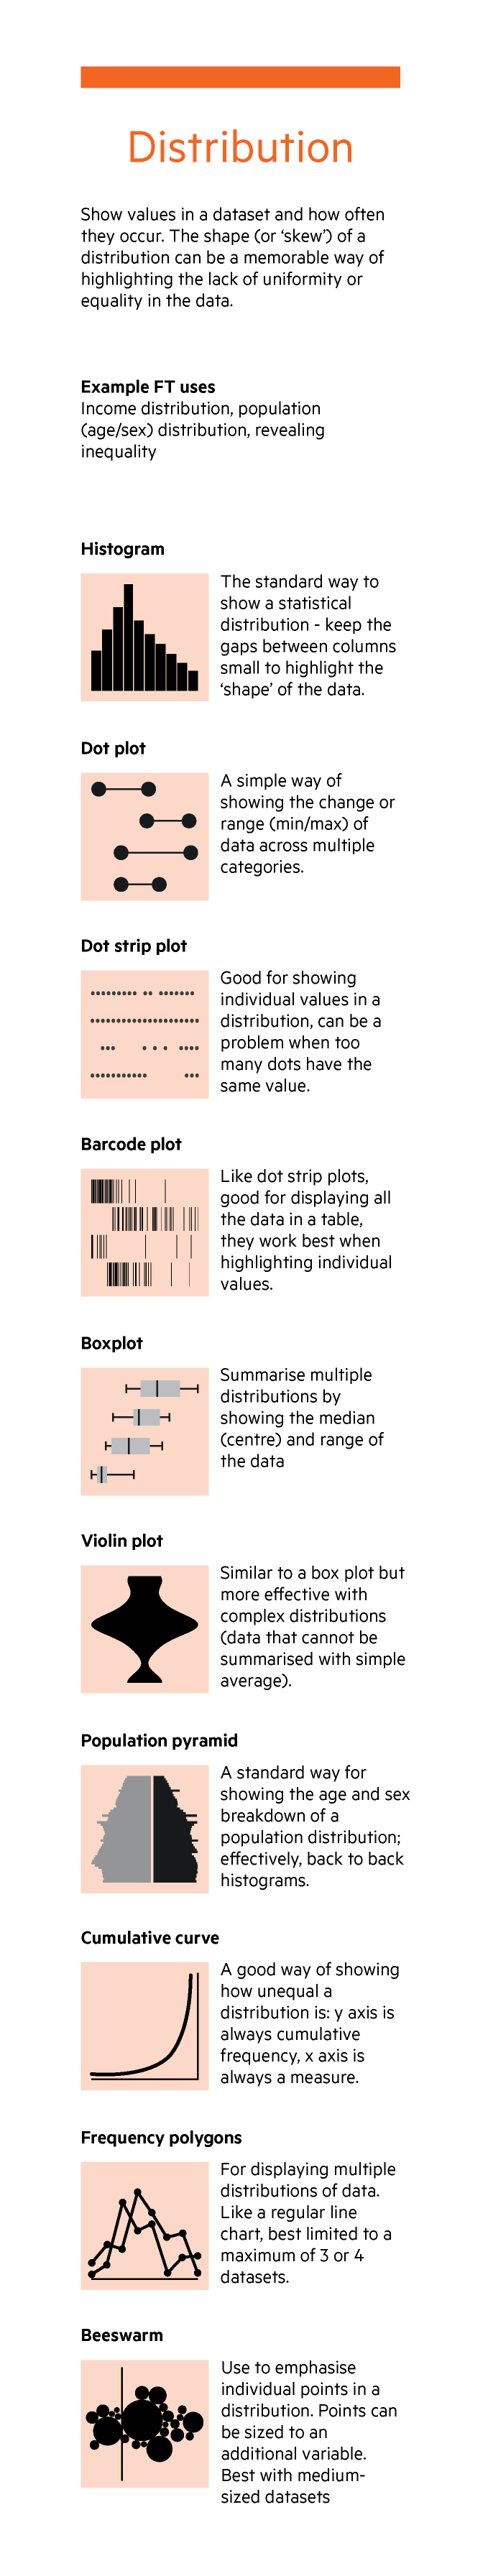 Distribution
Show values in a dataset and how often
they occur. The shape (or ‘skew’) of a
distribution can be a memorable way of
highlighting the lack of uniformity or
equality in the data.
Example FT uses
Income distribution, population
(age/sex) distribution, revealing
inequality
Histogram
The standard way to
show a statistical
distribution - keep the
gaps between columns
small to highlight the
‘shape’ of the data.
Dot plot
A simple way of
showing the change or
range (min/max) of
data across multiple
categories.
Dot strip plot
Good for showing
individual values in a
distribution, can be a
problem when too
many dots have the
same value.
Barcode plot
Like dot strip plots,
good for displaying all
the data in a table,
they work best when
highlighting individual
values.
Boxplot
Summarise multiple
distributions by
showing the median
(centre) and range of
the data
Violin plot
Similar to a box plot but
more effective with
complex distributions
(data that cannot be
summarised with simple
average).
Population pyramid
A standard way for
showing the age and sex
breakdown of a
population distribution;
effectively, back to back
histograms.
Cumulative curve
A good way of showing
how unequal a
distribution is: y axis is
always cumulative
frequency, x axis is
always a measure.
Frequency polygons
For displaying multiple
distributions of data.
Like a regular line
chart, best limited to a
maximum of 3 or 4
datasets.
Beeswarm
Use to emphasise
individual points in a
distribution. Points can
be sized to an
additional variable.
Best with medium-
sized datasets